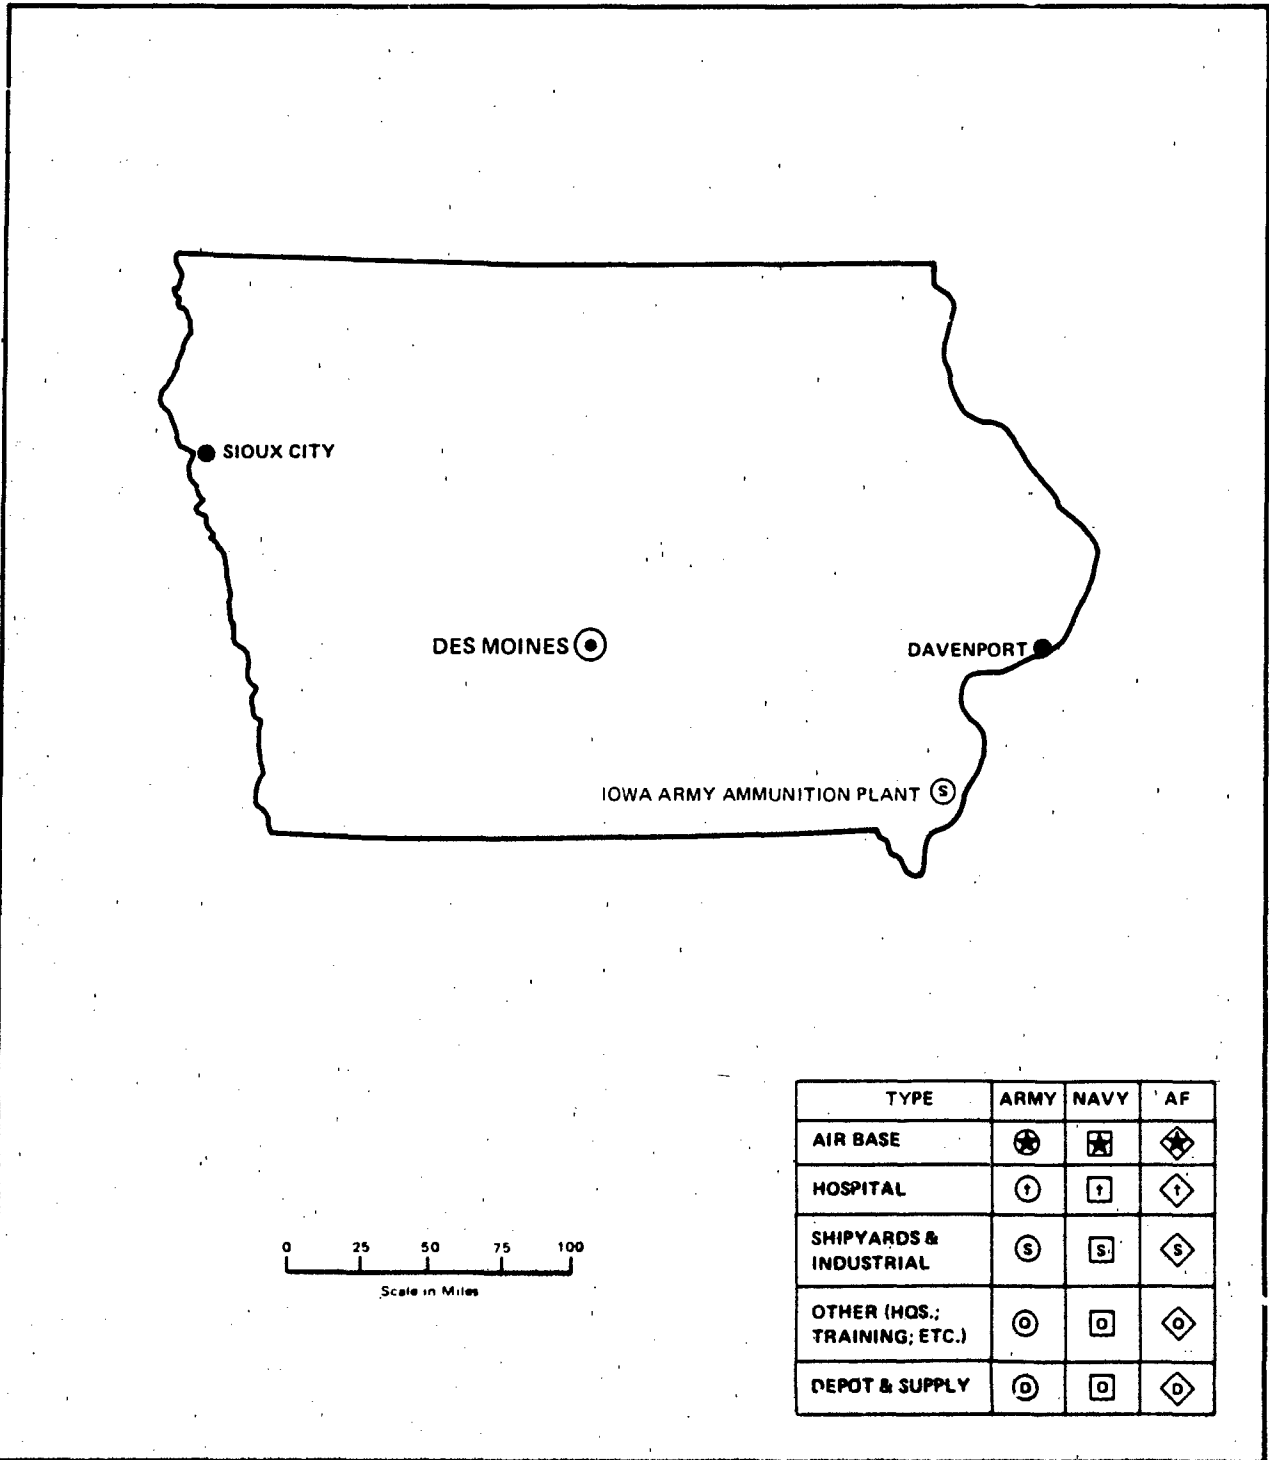 SIOUX CITY
DES MOINES
DAVENPORT
IOWA ARMY AMMUNITION PLANT S
0 25 50 75 100
Scale in Miles
TYPE ARMY NAVY AF
AIR BASE
HOSPITAL † † †
SHIPYARDS &
INDUSTRIAL S S S
OTHER (HQS.;
TRAINING; ETC.) O O O
DEPOT & SUPPLY D O D